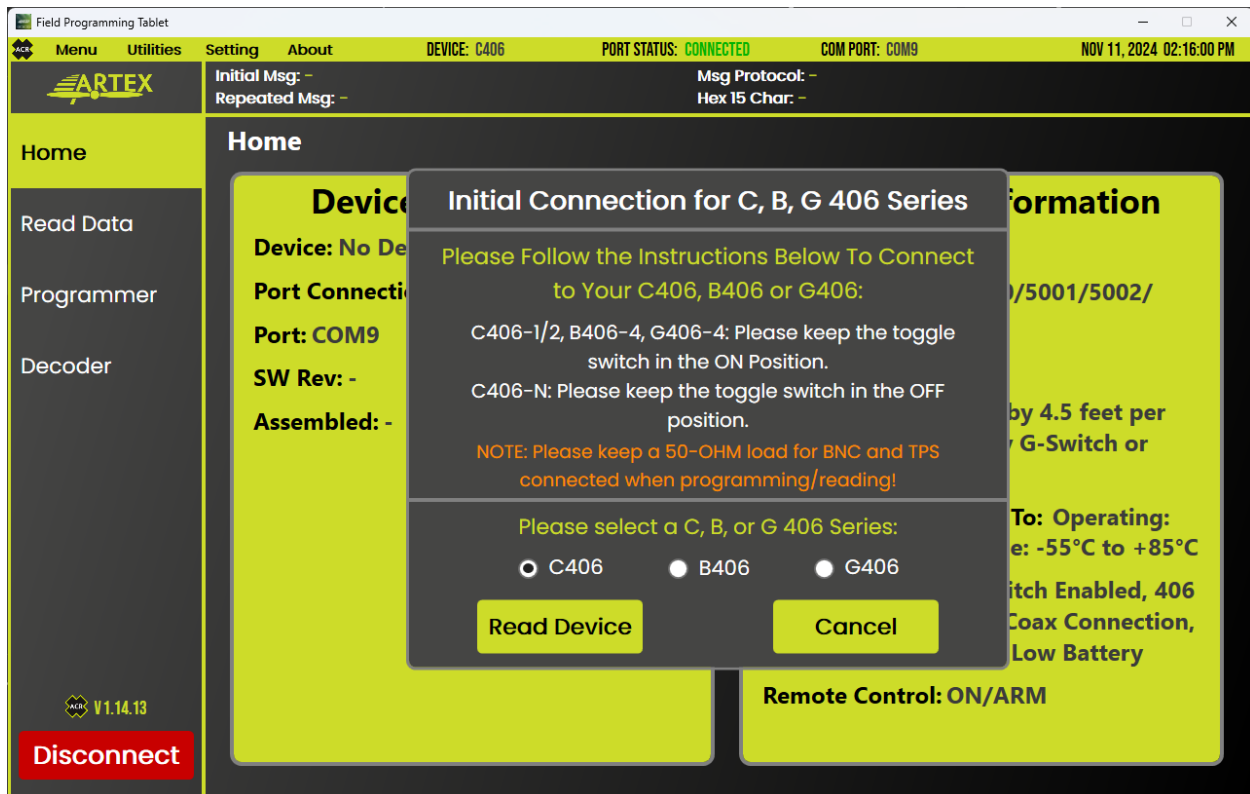 Field Programming Tablet
ACR Menu Utilities Setting About DEVICE: C406 PORT STATUS: CONNECTED COM PORT: COM9 NOV 11, 2024 02:16:00 PM
ARTEX
Initial Msg: - Msg Protocol: -
Repeated Msg: - Hex 15 Char: -
Home
Read Data
Programmer
Decoder
ACR V 1.14.13
Disconnect
Home
Device
Device: No De
Port Connecti
Port: COM9
SW Rev: -
Assembled: -
Initial Connection for C, B, G 406 Series
Please Follow the Instructions Below To Connect
to Your C406, B406 or G406:
C406-1/2, B406-4, G406-4: Please keep the toggle
switch in the ON Position.
C406-N: Please keep the toggle switch in the OFF
position.
NOTE: Please keep a 50-OHM load for BNC and TPS
connected when programming/reading!
Please select a C, B, or G 406 Series:
C406 B406 G406
Read Device Cancel
formation
/5001/5002/
by 4.5 feet per
G-Switch or
To: Operating:
e: -55°C to +85°C
itch Enabled, 406
Coax Connection,
Low Battery
Remote Control: ON/ARM